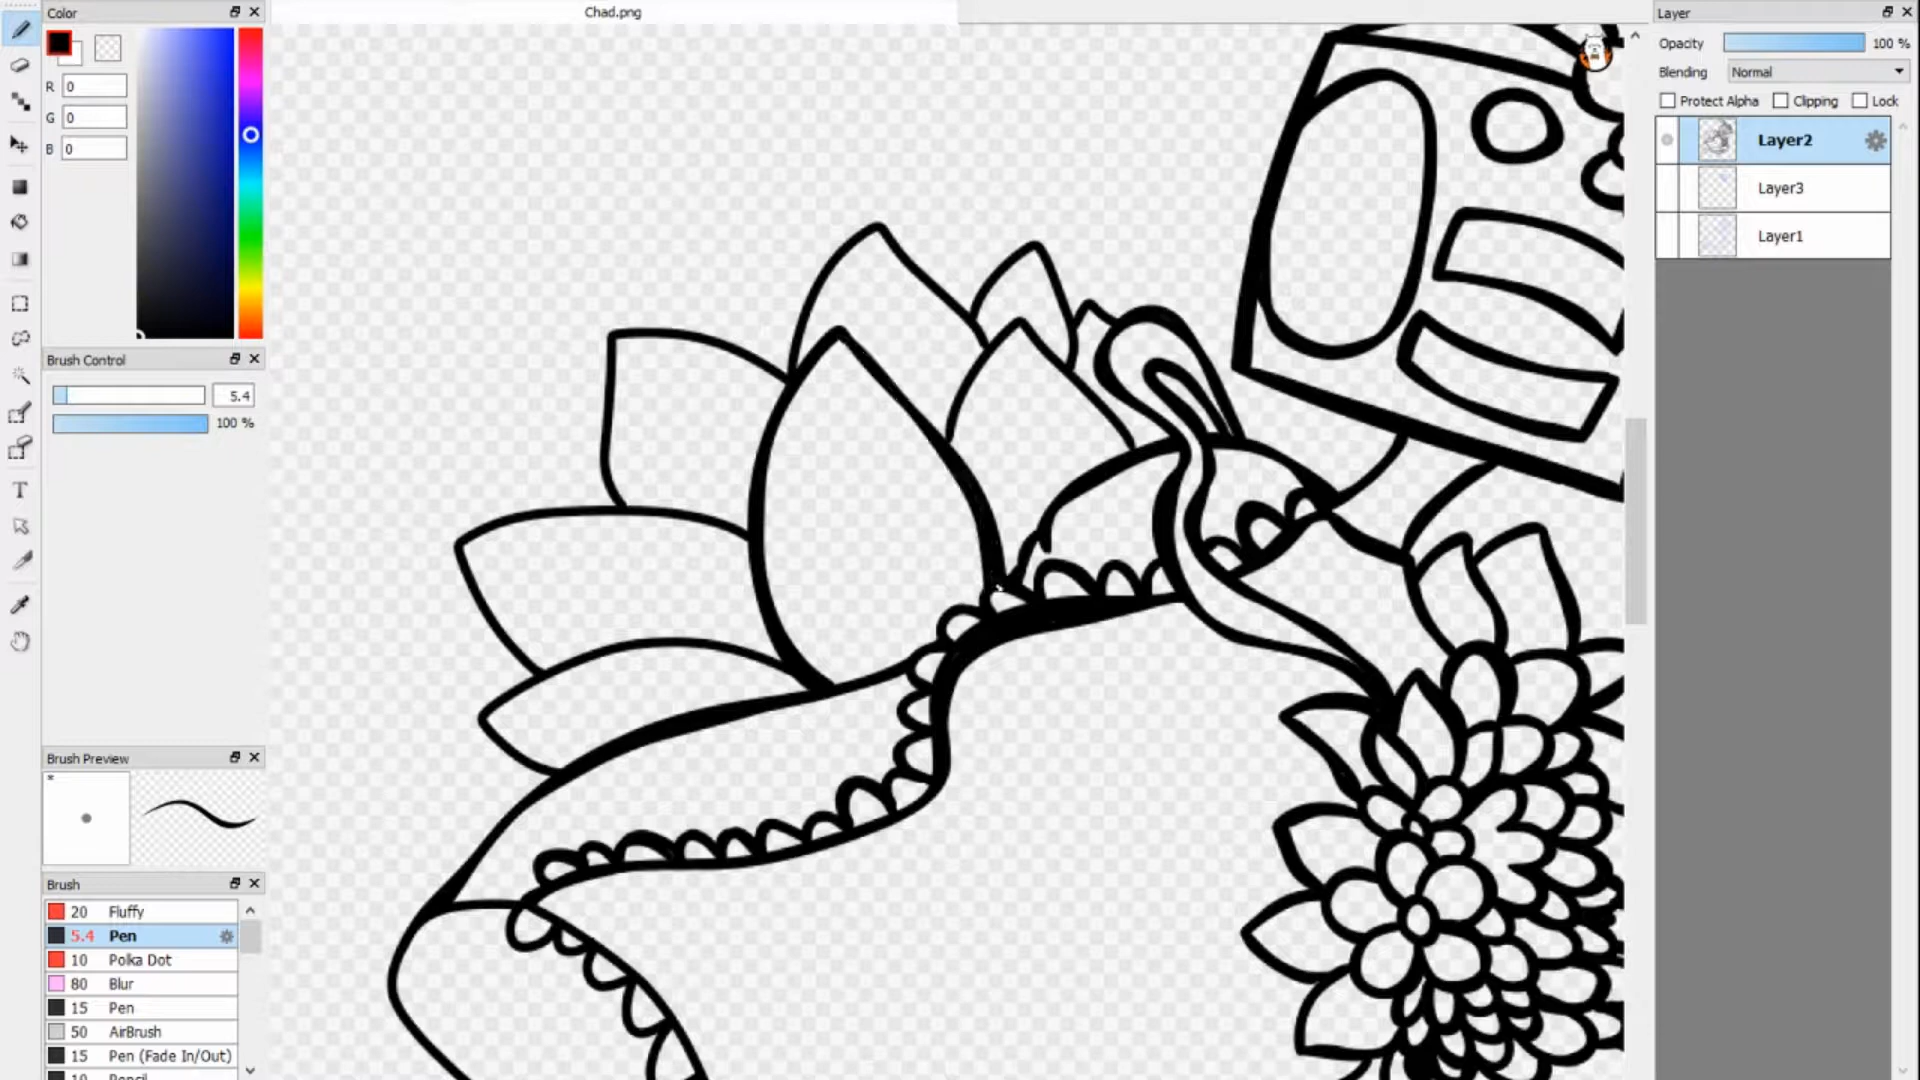 Color
Chad.png
Layer
Opacity 100 %
Blending Normal
Protect Alpha Clipping Lock
R 0
G 0
B 0
Layer2
Layer3
Layer1
Brush Control
5.4
100 %
T
Brush Preview
*
Brush
20 Fluffy
5.4 Pen
10 Polka Dot
80 Blur
15 Pen
50 AirBrush
15 Pen (Fade In/Out)
10 Pencil